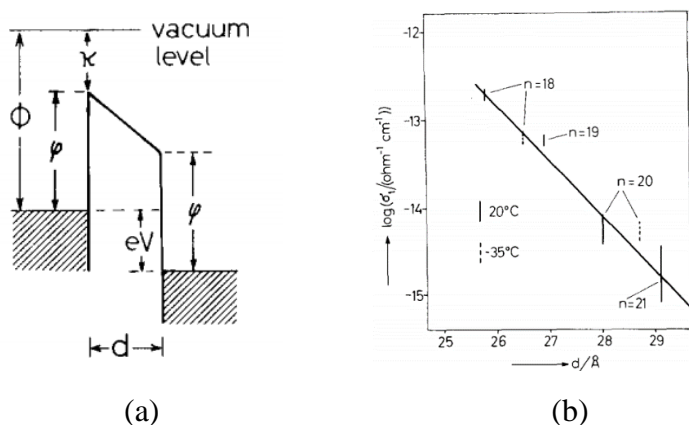 vacuum
level
ϰ
Φ
φ
φ
eV
d
(a)
-12
-13
-14
-15
log(σ₁/(ohm⁻¹ cm⁻¹))
n=18
n=19
n=20
n=21
20°C
-35°C
25 26 27 28 29
d/Å
(b)